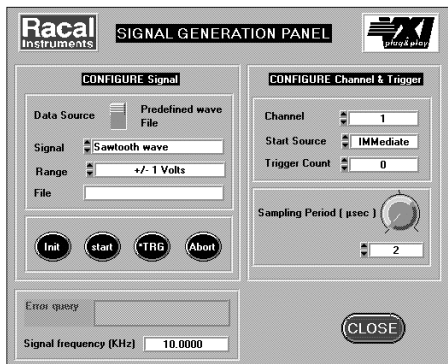 Racal
Instruments
SIGNAL GENERATION PANEL
VXI
plug&play
CONFIGURE Signal
Data Source
Predefined wave
File
Signal
Sawtooth wave
Range
+/- 1 Volts
File
Init
start
*TRG
Abort
CONFIGURE Channel & Trigger
Channel
1
Start Source
IMMediate
Trigger Count
0
Sampling Period ( µsec )
2
Error query
Signal frequency (KHz)
10.0000
CLOSE